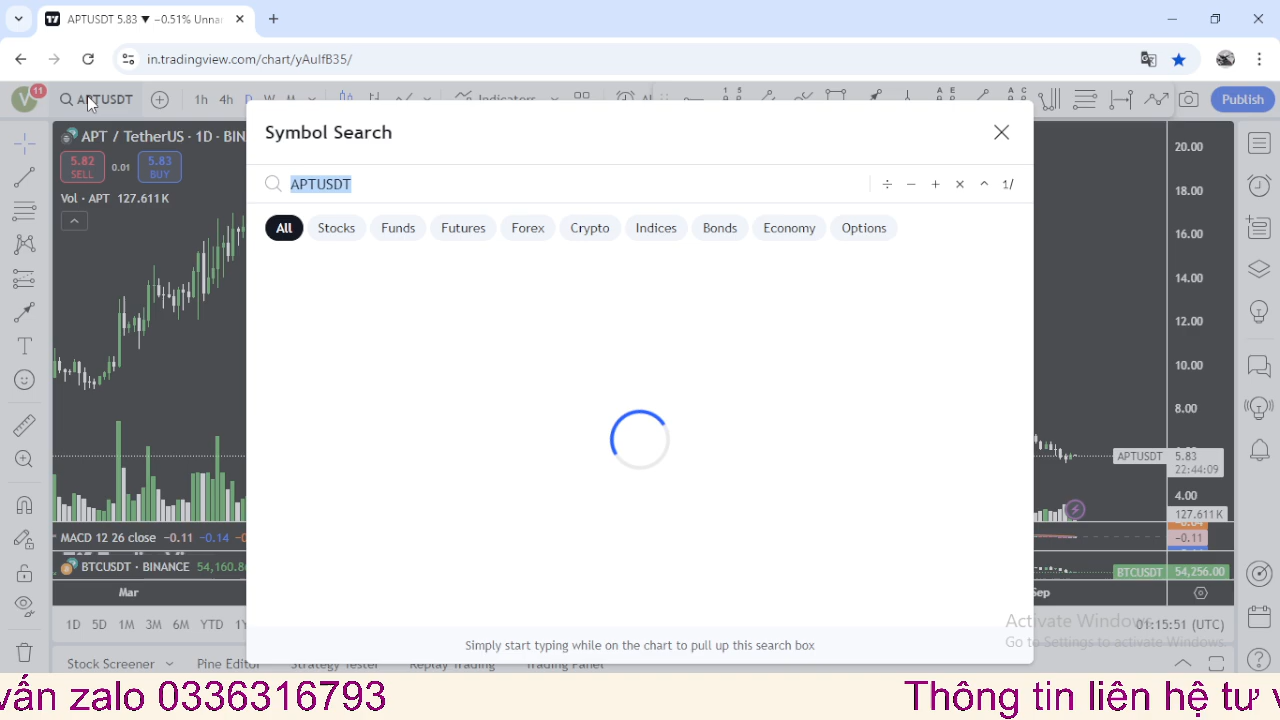 APTUSDT 5.83 ▼ −0.51% Unna
in.tradingview.com/chart/yAulfB35/
V 11 APTUSDT 1h 4h D W M Indicators Al Publish
APT / TetherUS · 1D · BIN
5.82 SELL 0.01 5.83 BUY
Vol · APT 127.611K
Symbol Search
APTUSDT
÷ − + × ^ 1/
All Stocks Funds Futures Forex Crypto Indices Bonds Economy Options
Simply start typing while on the chart to pull up this search box
20.00
18.00
16.00
14.00
12.00
10.00
8.00
APTUSDT 5.83
22:44:09
4.00
127.611K
MACD 12 26 close −0.11 −0.14
−0.11
BTCUSDT · BINANCE 54,160.8
BTCUSDT 54,256.00
Mar
Sep
1D 5D 1M 3M 6M YTD
01:15:51 (UTC)
Activate Windows
Go to Settings to activate Windows.
Stock Screener Pine Editor Strategy Tester Replay Trading Trading Panel
vấn zalo 0336316793 Thông tin liên hệ tư v